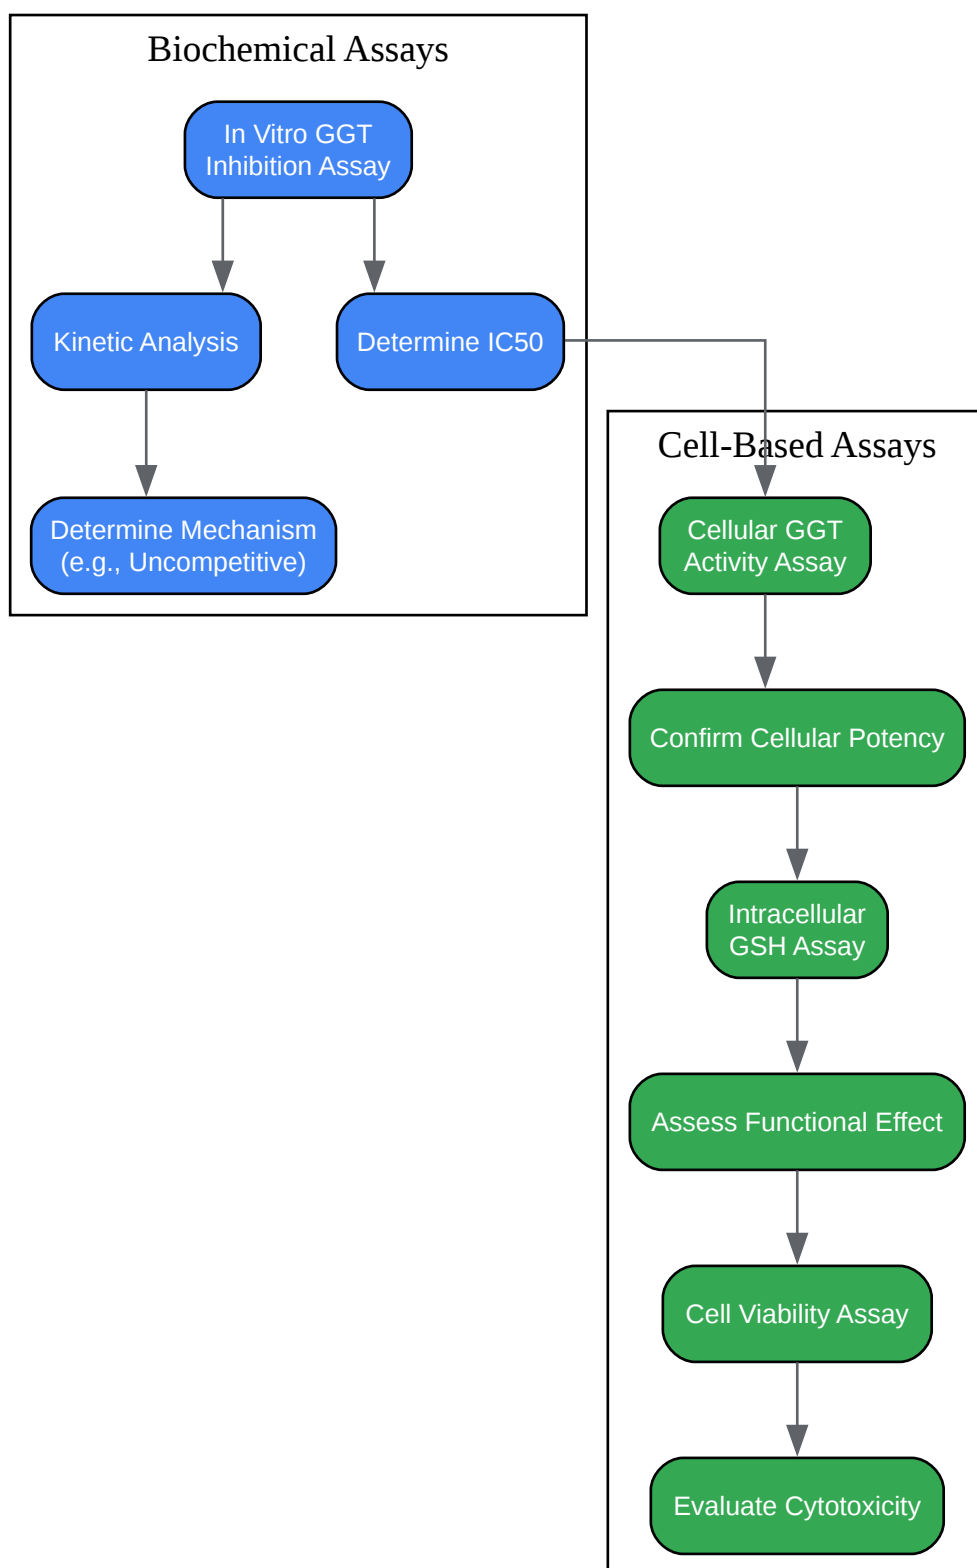 Biochemical Assays
In Vitro GGT
Inhibition Assay
Kinetic Analysis
Determine IC50
Determine Mechanism
(e.g., Uncompetitive)
Cell-Based Assays
Cellular GGT
Activity Assay
Confirm Cellular Potency
Intracellular
GSH Assay
Assess Functional Effect
Cell Viability Assay
Evaluate Cytotoxicity